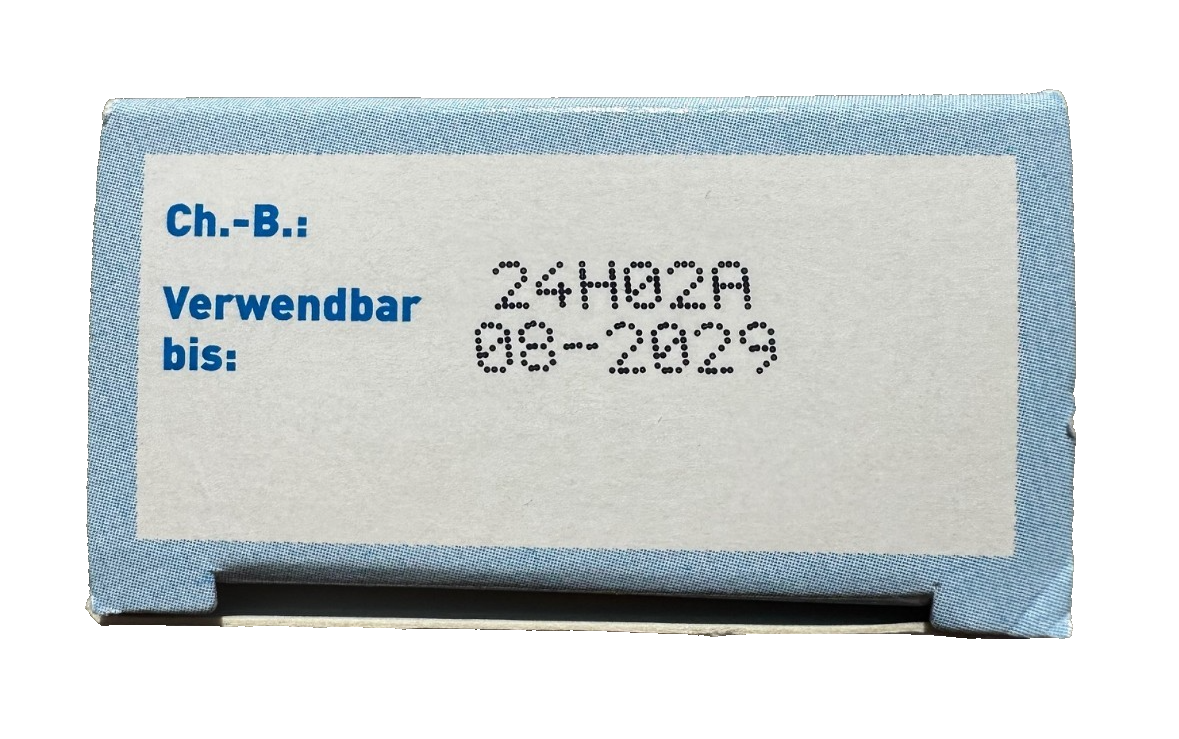 Ch.-B.:
24H02A
Verwendbar
bis:
08-2029